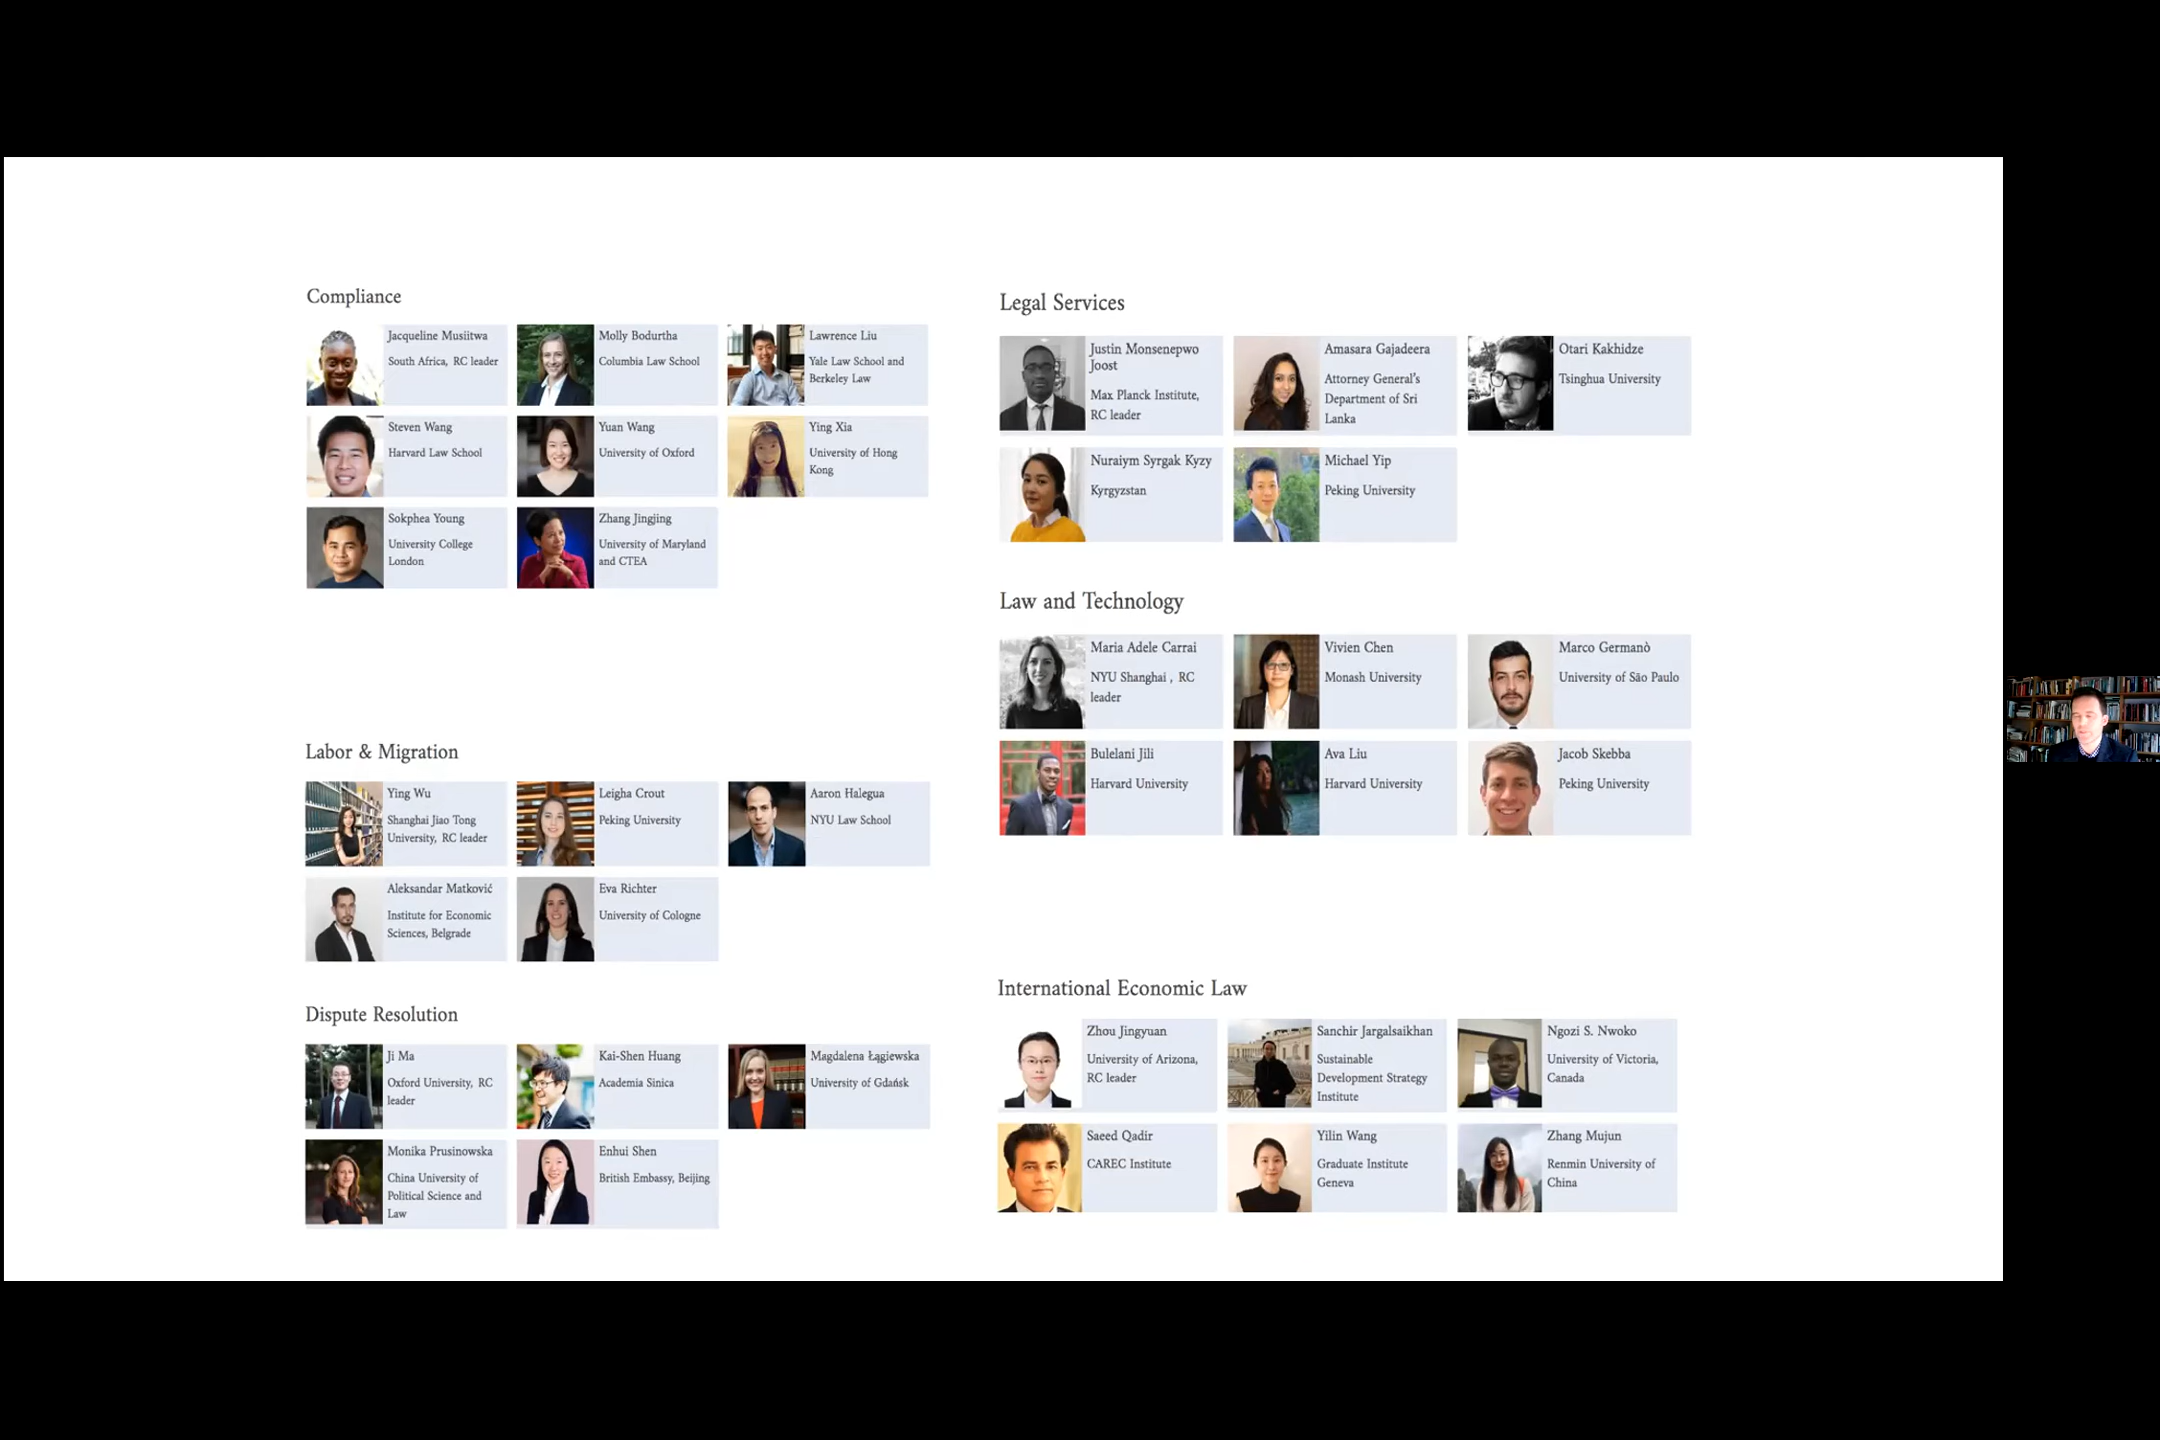 Compliance
Jacqueline Musiitwa
South Africa, RC leader
Molly Bodurtha
Columbia Law School
Lawrence Liu
Yale Law School and
Berkeley Law
Steven Wang
Harvard Law School
Yuan Wang
University of Oxford
Ying Xia
University of Hong
Kong
Sokphea Young
University College
London
Zhang Jingjing
University of Maryland
and CTEA
Labor & Migration
Ying Wu
Shanghai Jiao Tong
University, RC leader
Leigha Crout
Peking University
Aaron Halegua
NYU Law School
Aleksandar Matković
Institute for Economic
Sciences, Belgrade
Eva Richter
University of Cologne
Dispute Resolution
Ji Ma
Oxford University, RC
leader
Kai-Shen Huang
Academia Sinica
Magdalena Łągiewska
University of Gdańsk
Monika Prusinowska
China University of
Political Science and
Law
Enhui Shen
British Embassy, Beijing
Legal Services
Justin Monsenepwo
Joost
Max Planck Institute,
RC leader
Amasara Gajadeera
Attorney General's
Department of Sri
Lanka
Otari Kakhidze
Tsinghua University
Nuraiym Syrgak Kyzy
Kyrgyzstan
Michael Yip
Peking University
Law and Technology
Maria Adele Carrai
NYU Shanghai , RC
leader
Vivien Chen
Monash University
Marco Germanò
University of São Paulo
Bulelani Jili
Harvard University
Ava Liu
Harvard University
Jacob Skebba
Peking University
International Economic Law
Zhou Jingyuan
University of Arizona,
RC leader
Sanchir Jargalsaikhan
Sustainable
Development Strategy
Institute
Ngozi S. Nwoko
University of Victoria,
Canada
Saeed Qadir
CAREC Institute
Yilin Wang
Graduate Institute
Geneva
Zhang Mujun
Renmin University of
China